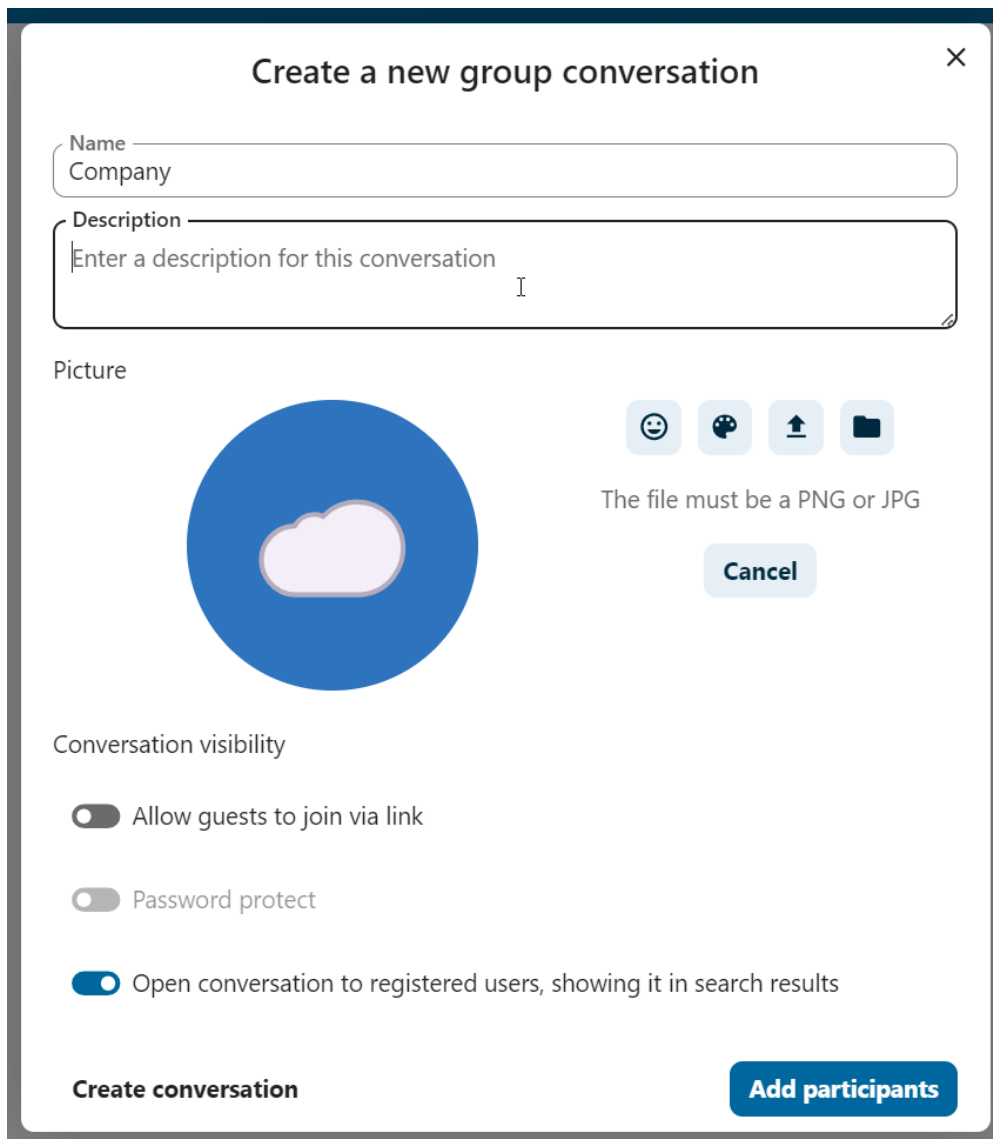 Create a new group conversation
Name
Company
Description
Enter a description for this conversation
Picture
The file must be a PNG or JPG
Cancel
Conversation visibility
Allow guests to join via link
Password protect
Open conversation to registered users, showing it in search results
Create conversation
Add participants